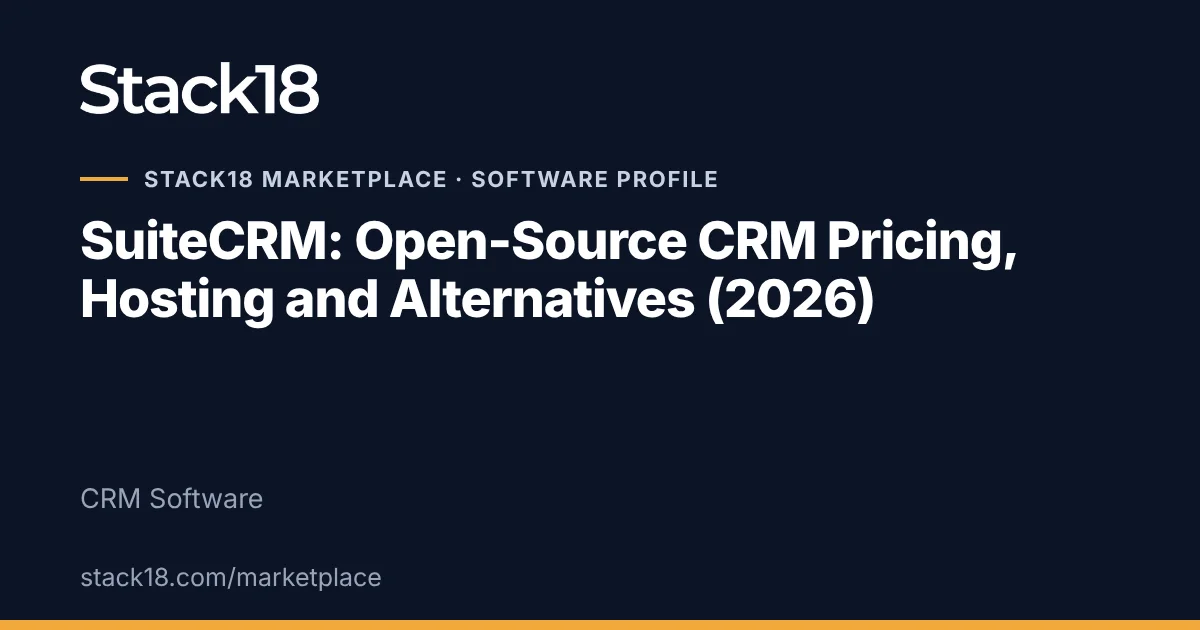 Stack18
STACK18 MARKETPLACE · SOFTWARE PROFILE
SuiteCRM: Open-Source CRM Pricing,
Hosting and Alternatives (2026)
CRM Software
stack18.com/marketplace